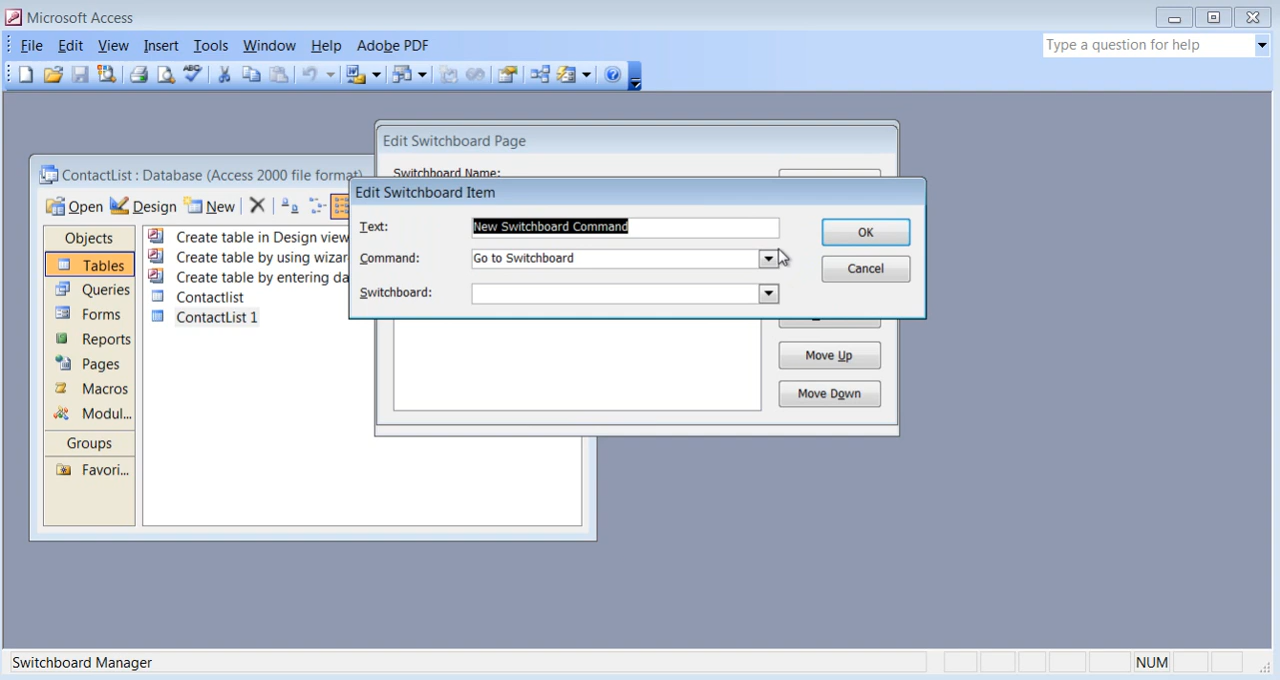 Microsoft Access
File Edit View Insert Tools Window Help Adobe PDF
Type a question for help
Edit Switchboard Page
Switchboard Name:
ContactList : Database (Access 2000 file format)
Open Design New
Edit Switchboard Item
Text: New Switchboard Command
OK
Command: Go to Switchboard
Cancel
Switchboard:
Objects
Tables
Queries
Forms
Reports
Pages
Macros
Modul...
Groups
Favori...
Create table in Design view
Create table by using wizar
Create table by entering da
Contactlist
ContactList 1
Move Up
Move Down
Switchboard Manager
NUM